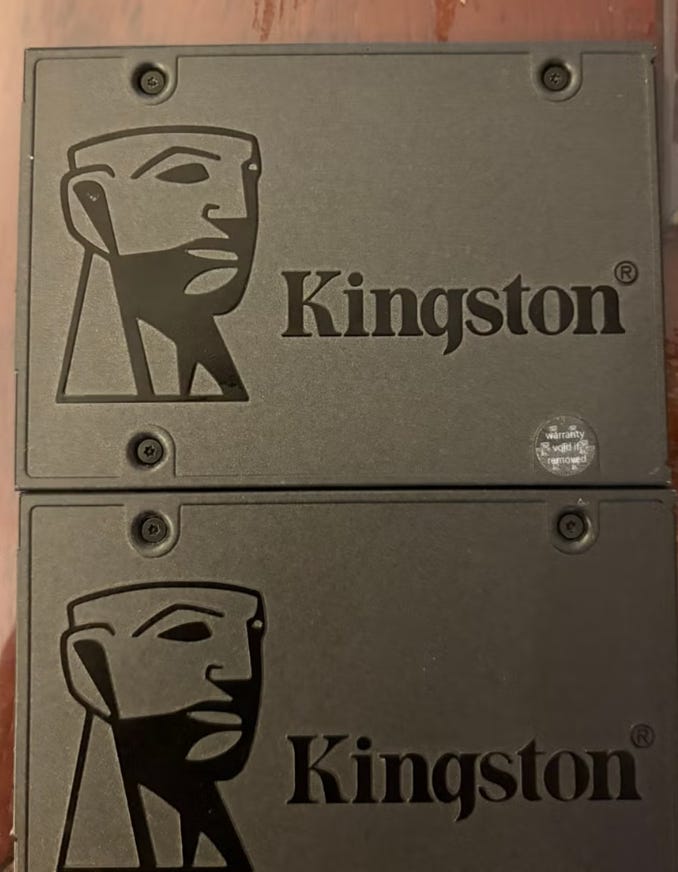 Kingston®
warranty
void if
removed
Kingston®